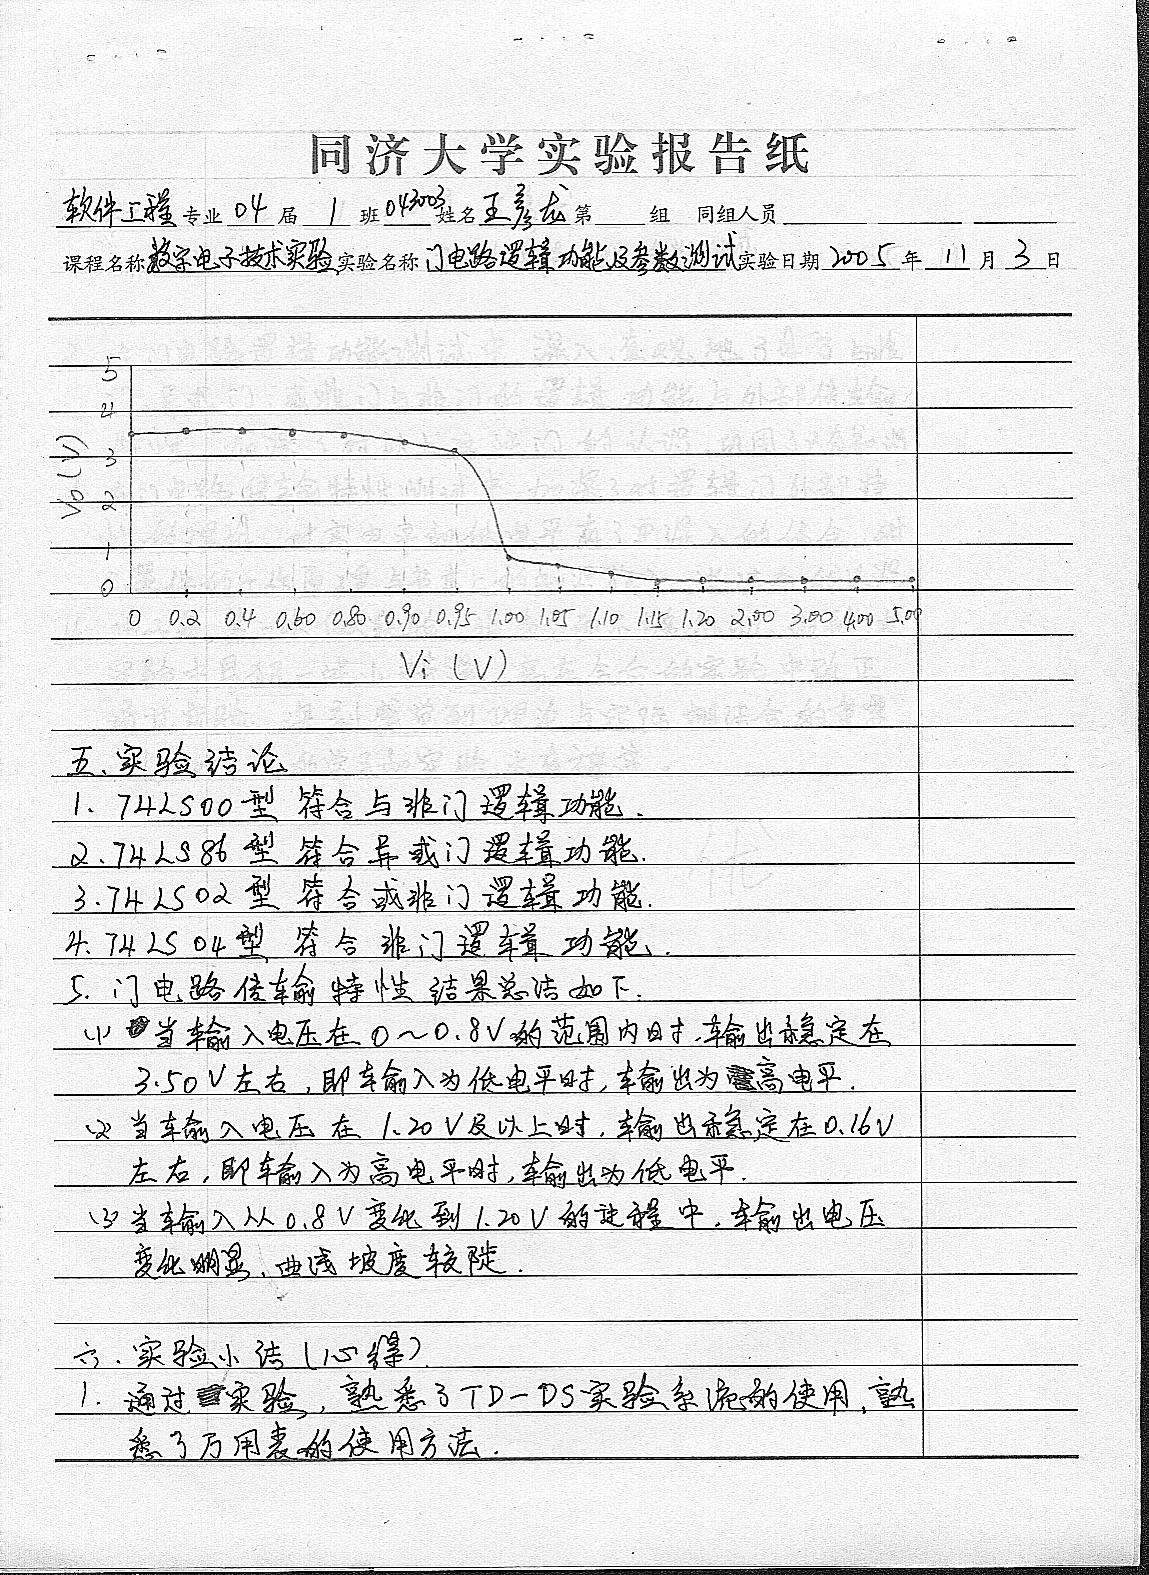 同济大学实验报告纸
软件工程 专业 04 届 1 班 043003 姓名 王彦龙 第 组 同组人员
课程名称 数字电子技术实验 实验名称 门电路逻辑功能及参数测试 实验日期 2005 年 11 月 3 日
5
4
3
2
1
0
Vo (V)
0 0.2 0.4 0.60 0.80 0.90 0.95 1.00 1.05 1.10 1.15 1.20 2.00 3.00 4.00 5.00
Vi (V)
五、实验结论
1. 74LS00型 符合与非门逻辑功能.
2. 74LS86型 符合异或门逻辑功能.
3. 74LS02型 符合或非门逻辑功能.
4. 74LS04型 符合非门逻辑功能.
5. 门电路传输特性结果总结如下.
(1) 当输入电压在0~0.8V的范围内时,输出稳定在
3.50V左右,即输入为低电平时,输出为高电平.
(2) 当输入电压在1.20V及以上时,输出稳定在0.16V
左右,即输入为高电平时,输出为低电平.
(3) 当输入从0.8V变化到1.20V的过程中,输出电压
变化明显、曲线坡度较陡.
六、实验小结(心得)
1. 通过实验,熟悉了TD-DS实验系统的使用,熟
悉了万用表的使用方法.